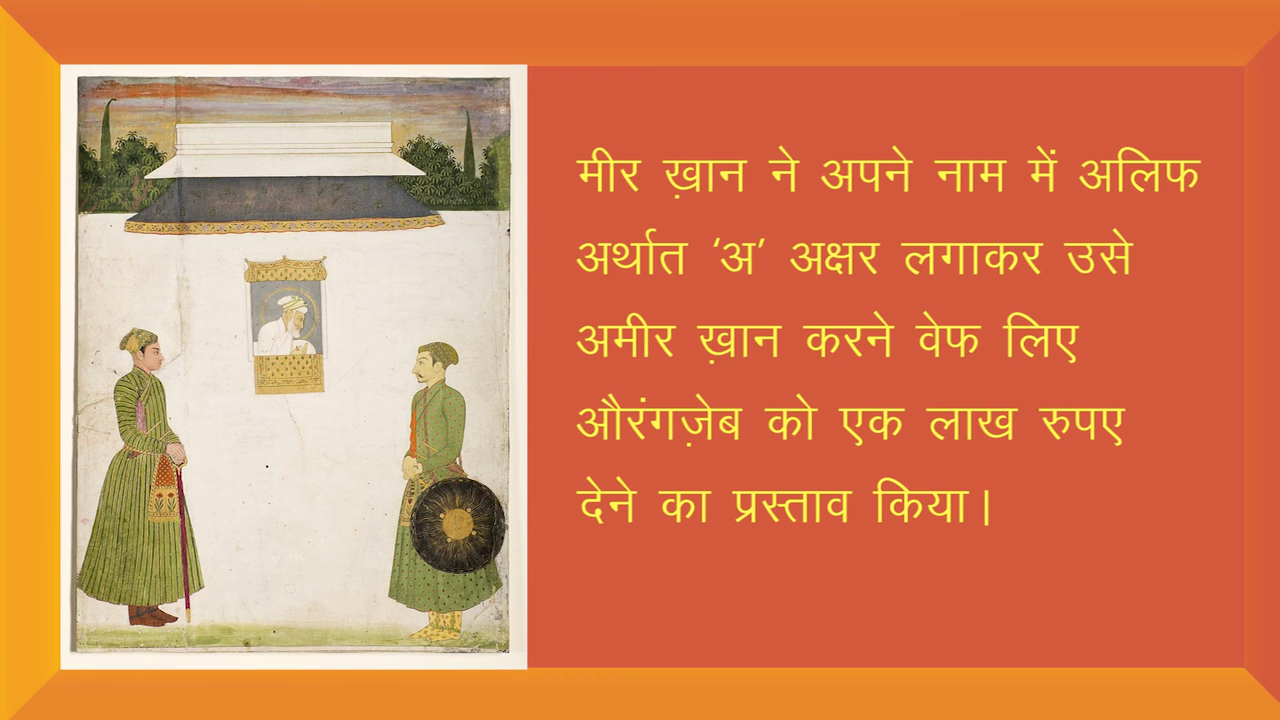 मीर ख़ान ने अपने नाम में अलिफ
अर्थात ‘अ’ अक्षर लगाकर उसे
अमीर ख़ान करने वेफ लिए
औरंगज़ेब को एक लाख रुपए
देने का प्रस्ताव किया।